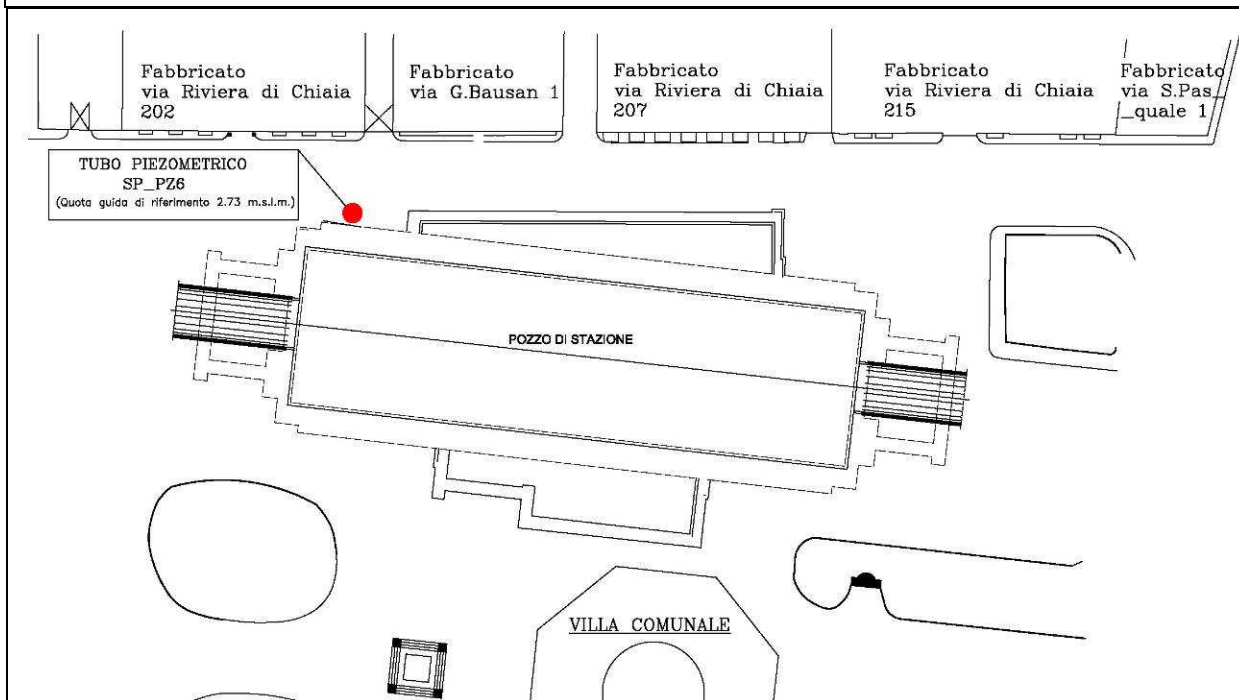 Fabbricato
via Riviera di Chiaia
202
Fabbricato
via G.Bausan 1
Fabbricato
via Riviera di Chiaia
207
Fabbricato
via Riviera di Chiaia
215
Fabbricato
via S.Pas_
_quale 1
TUBO PIEZOMETRICO
SP_PZ6
(Quota guida di riferimento 2.73 m.s.l.m.)
POZZO DI STAZIONE
VILLA COMUNALE